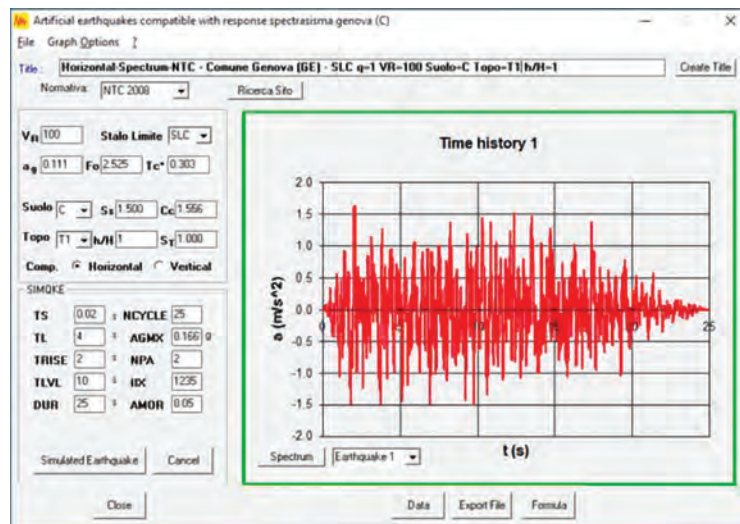 Artificial earthquakes compatible with response spectrasisma genova (C)
File Graph Options ?
Title : Horizontal-Spectrum-NTC - Comune Genova (GE) - SLC q=1 VR=100 Suolo=C Topo=T1 h/H=1 Create Title
Normativa: NTC 2008 Ricerca Sito
VR 100 Stato Limite SLC
ag 0.111 Fo 2.525 Tc* 0.303
Suolo C Ss 1.500 Cc 1.556
Topo T1 h/H 1 ST 1.000
Comp. Horizontal Vertical
SIMQKE
TS 0.02 s NCYCLE 25
TL 4 s AGMX 0.166 g
TRISE 2 s NPA 2
TLVL 10 s IIX 1235
DUR 25 s AMOR 0.05
Simulated Earthquake Cancel
Close
Time history 1
a (m/s^2)
2.0
1.5
1.0
0.5
0.0
-0.5
-1.0
-1.5
-2.0
0 5 10 15 20 25
t (s)
Spectrum Earthquake 1
Data Export File Formula